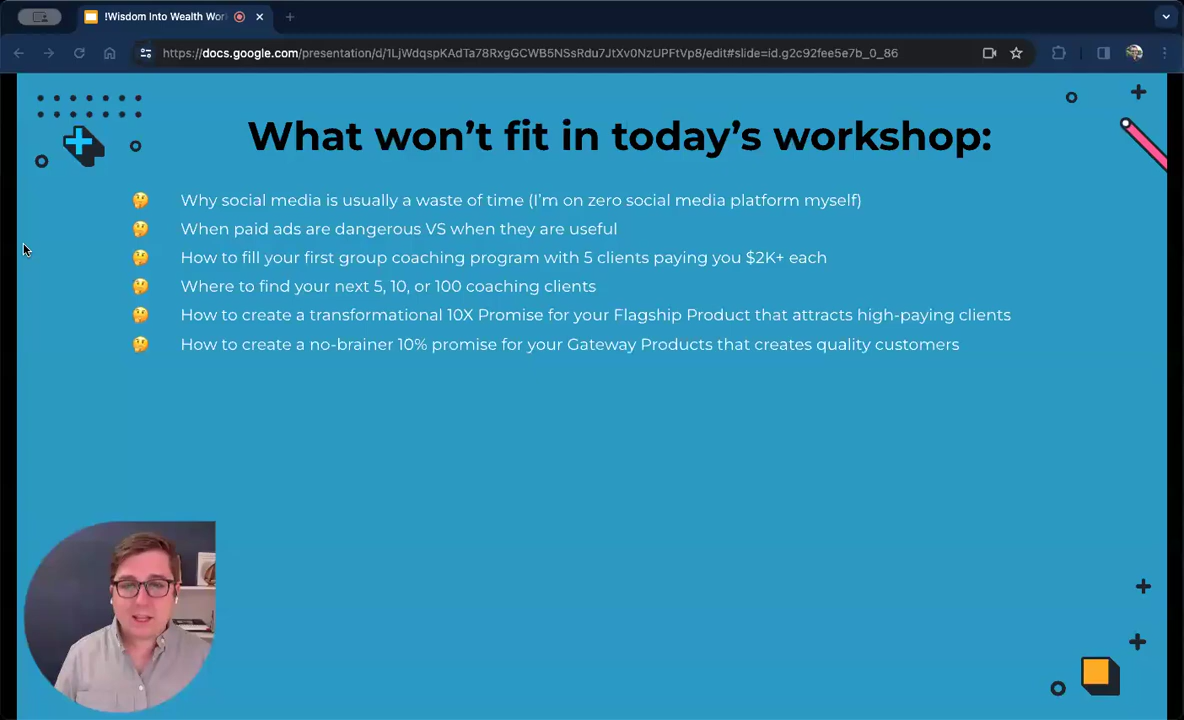 !Wisdom Into Wealth Wor
https://docs.google.com/presentation/d/1LjWdqspKAdTa78RxgGCWB5NSsRdu7JtXv0NzUPFtVp8/edit#slide=id.g2c92fee5e7b_0_86
What won’t fit in today’s workshop:
Why social media is usually a waste of time (I’m on zero social media platform myself)
When paid ads are dangerous VS when they are useful
How to fill your first group coaching program with 5 clients paying you $2K+ each
Where to find your next 5, 10, or 100 coaching clients
How to create a transformational 10X Promise for your Flagship Product that attracts high-paying clients
How to create a no-brainer 10% promise for your Gateway Products that creates quality customers